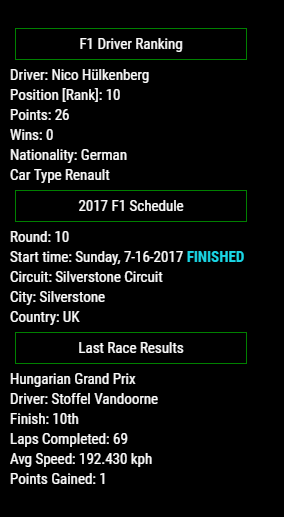 F1 Driver Ranking
Driver: Nico Hülkenberg
Position [Rank]: 10
Points: 26
Wins: 0
Nationality: German
Car Type Renault
2017 F1 Schedule
Round: 10
Start time: Sunday, 7-16-2017 FINISHED
Circuit: Silverstone Circuit
City: Silverstone
Country: UK
Last Race Results
Hungarian Grand Prix
Driver: Stoffel Vandoorne
Finish: 10th
Laps Completed: 69
Avg Speed: 192.430 kph
Points Gained: 1